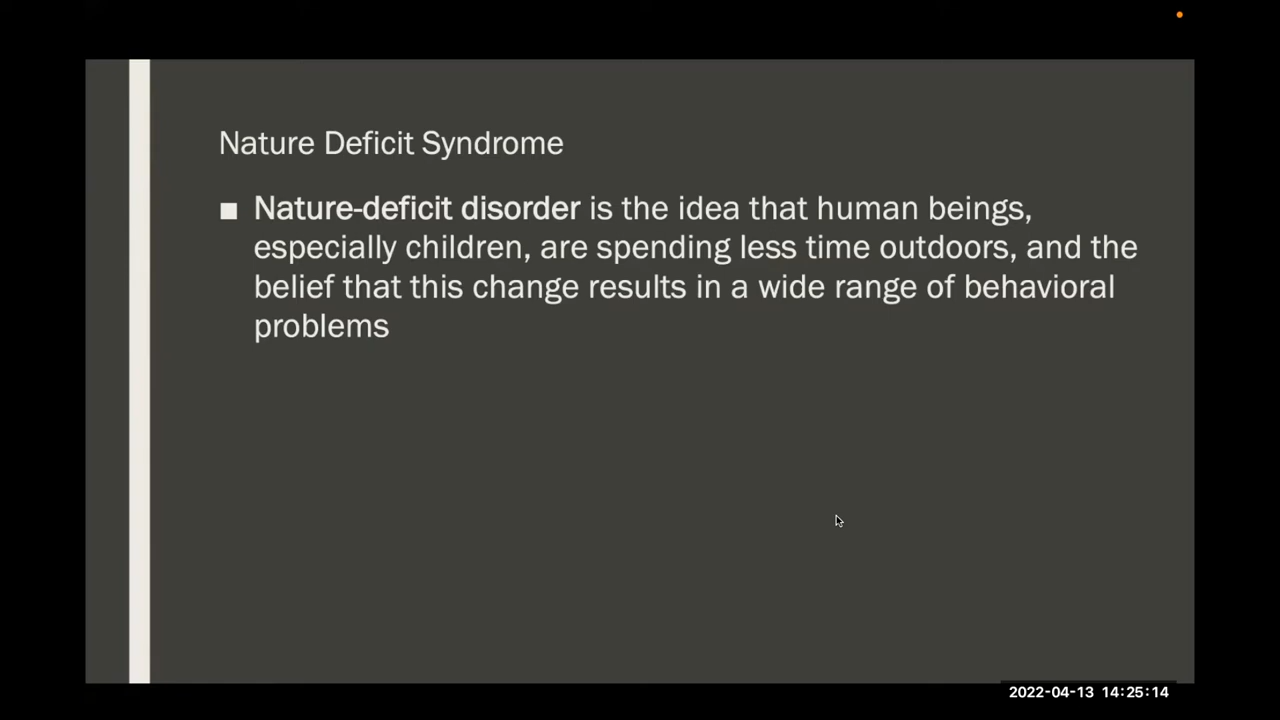 Nature Deficit Syndrome
■ Nature-deficit disorder is the idea that human beings,
especially children, are spending less time outdoors, and the
belief that this change results in a wide range of behavioral
problems
2022-04-13 14:25:14